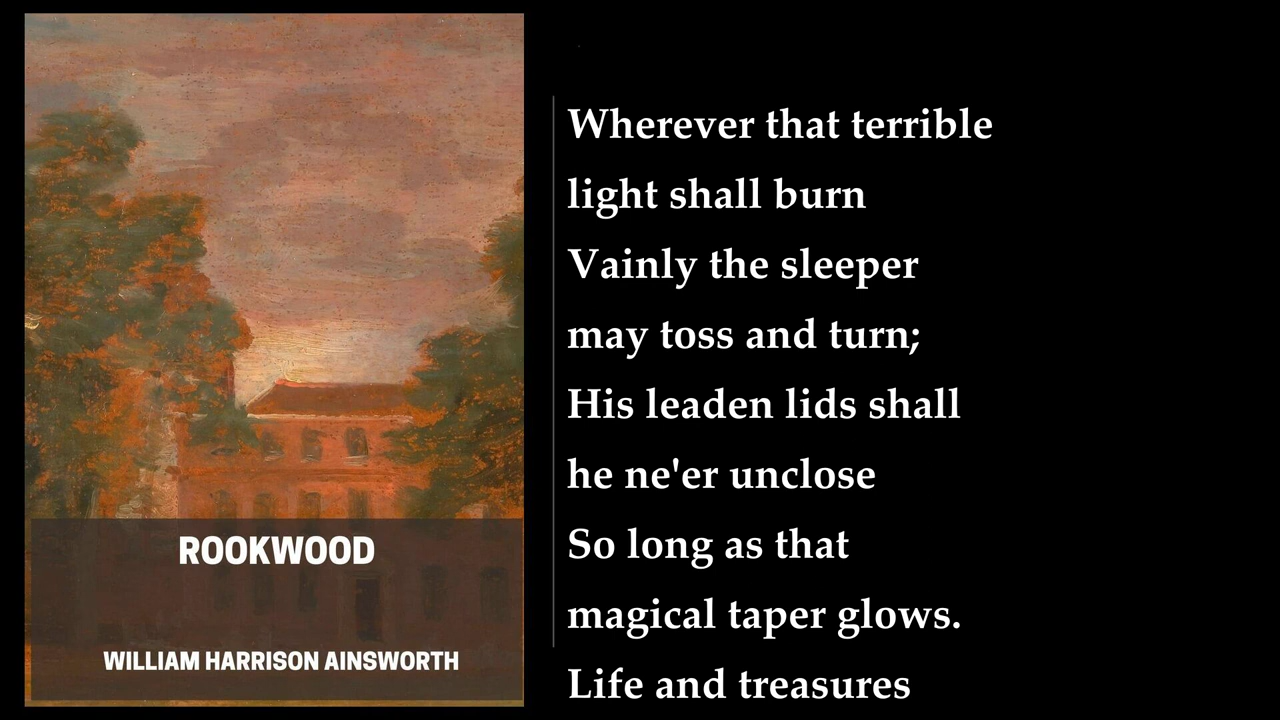 ROOKWOOD
WILLIAM HARRISON AINSWORTH
Wherever that terrible
light shall burn
Vainly the sleeper
may toss and turn;
His leaden lids shall
he ne'er unclose
So long as that
magical taper glows.
Life and treasures